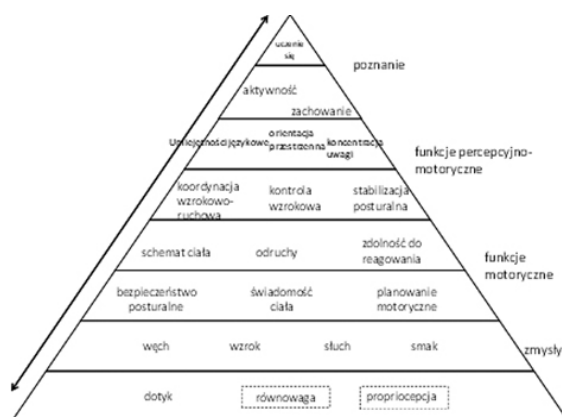 uczenie
się
poznanie
aktywność
zachowanie
Umiejętności językowe
orientacja
przestrzenna
koncentracja
uwagi
funkcje percepcyjno-
motoryczne
koordynacja
wzrokowo-
ruchowa
kontrola
wzrokowa
stabilizacja
posturalna
schemat ciała
odruchy
zdolność do
reagowania
funkcje
motoryczne
bezpieczeństwo
posturalne
świadomość
ciała
planowanie
motoryczne
węch
wzrok
słuch
smak
zmysły
dotyk
równowaga
propriocepcja